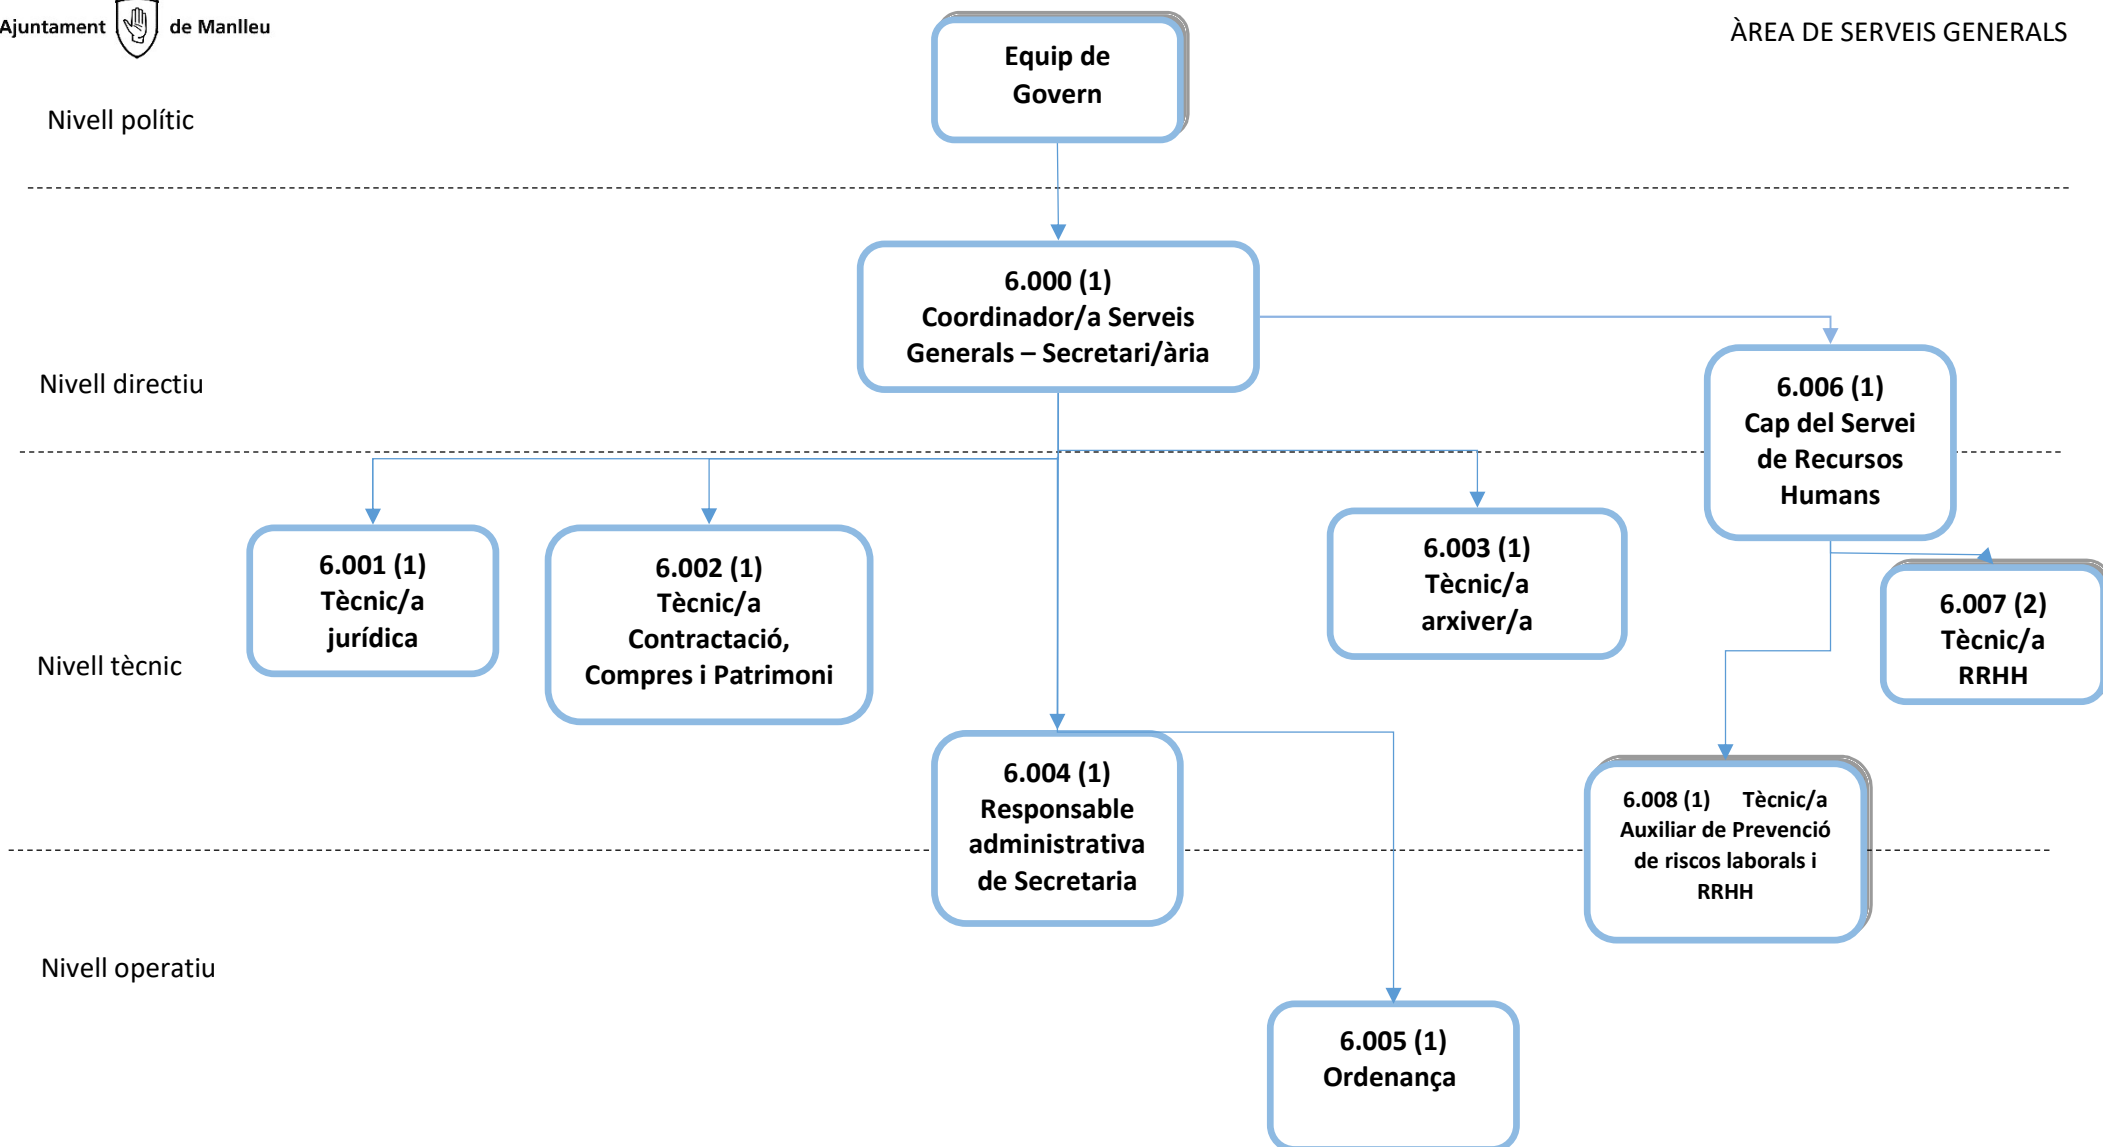 Ajuntament de Manlleu
ÀREA DE SERVEIS GENERALS
Equip de
Govern
Nivell polític
6.000 (1)
Coordinador/a Serveis
Generals – Secretari/ària
Nivell directiu
6.006 (1)
Cap del Servei
de Recursos
Humans
6.001 (1)
Tècnic/a
jurídica
6.002 (1)
Tècnic/a
Contractació,
Compres i Patrimoni
6.003 (1)
Tècnic/a
arxiver/a
6.007 (2)
Tècnic/a
RRHH
Nivell tècnic
6.004 (1)
Responsable
administrativa
de Secretaria
6.008 (1) Tècnic/a
Auxiliar de Prevenció
de riscos laborals i
RRHH
Nivell operatiu
6.005 (1)
Ordenança